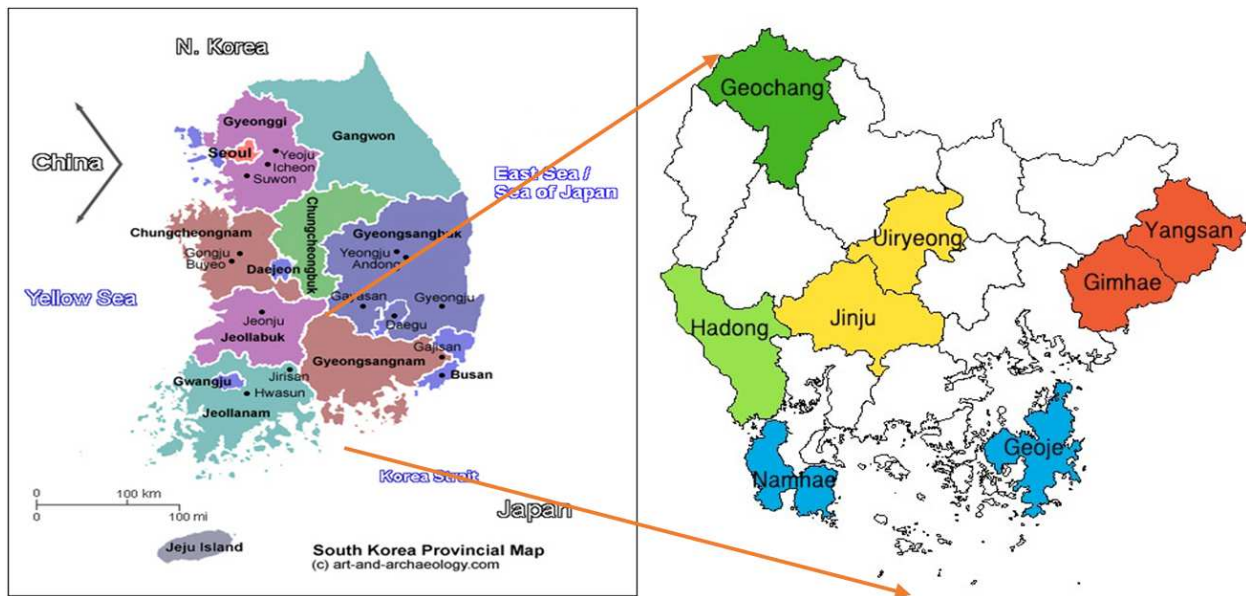 N. Korea
Gyeonggi
Gangwon
China
Seoul
Yeoju
Icheon
Suwon
East Sea /
Sea of Japan
Chungcheongnam
Chungcheongbuk
Gyeongsangbuk
Gongju
Buyeo
Yeongju
Andong
Daejeon
Yellow Sea
Gayasan
Gyeongju
Jeonju
Daegu
Jeollabuk
Gyeongsangnam
Gajisan
Jirisan
Busan
Gwangju
Hwasun
Jeollanam
Korea Strait
0 100 km
0 100 mi
Japan
Jeju Island
South Korea Provincial Map
(c) art-and-archaeology.com
Geochang
Uiryeong
Yangsan
Gimhae
Hadong
Jinju
Geoje
Namhae